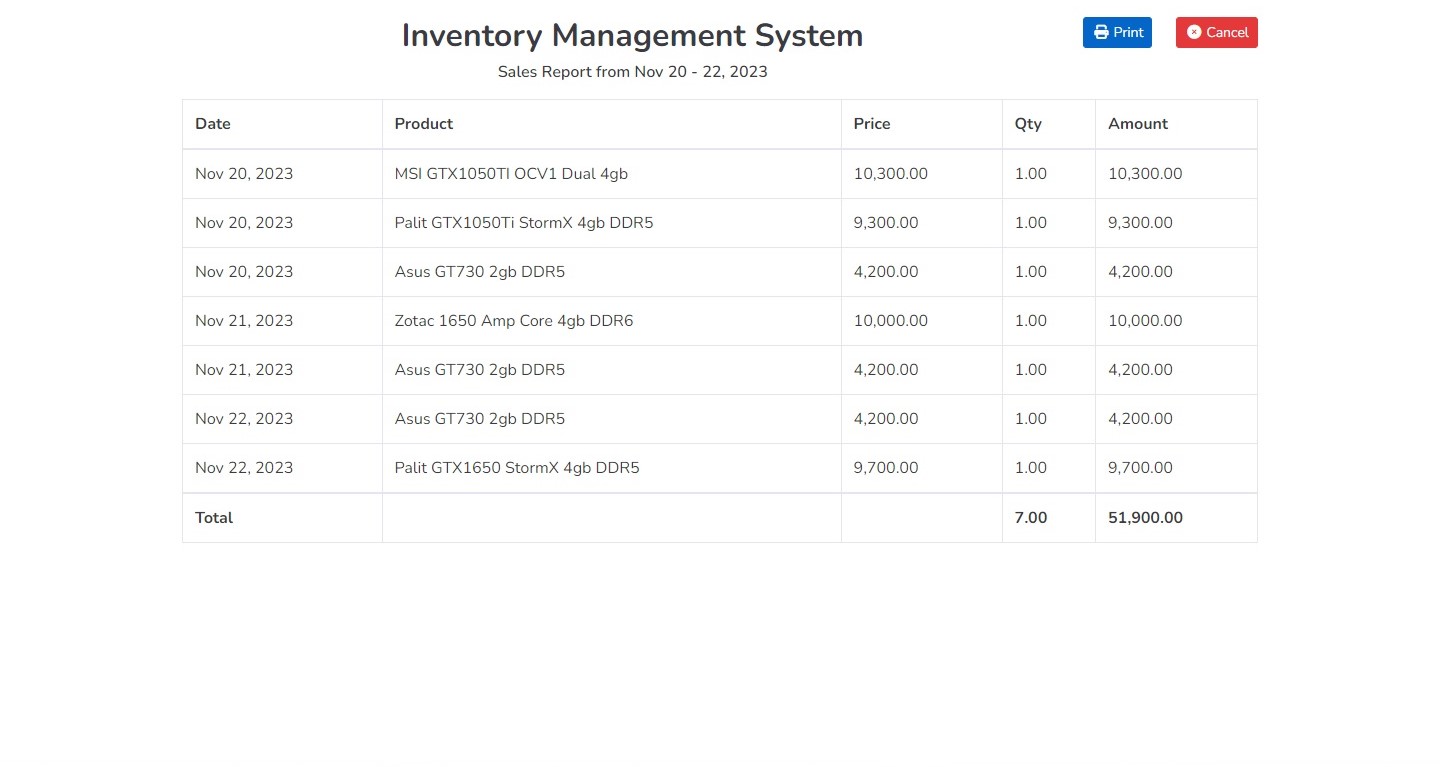 Inventory Management System
Print
Cancel
Sales Report from Nov 20 - 22, 2023
Date Product Price Qty Amount
Nov 20, 2023 MSI GTX1050TI OCV1 Dual 4gb 10,300.00 1.00 10,300.00
Nov 20, 2023 Palit GTX1050Ti StormX 4gb DDR5 9,300.00 1.00 9,300.00
Nov 20, 2023 Asus GT730 2gb DDR5 4,200.00 1.00 4,200.00
Nov 21, 2023 Zotac 1650 Amp Core 4gb DDR6 10,000.00 1.00 10,000.00
Nov 21, 2023 Asus GT730 2gb DDR5 4,200.00 1.00 4,200.00
Nov 22, 2023 Asus GT730 2gb DDR5 4,200.00 1.00 4,200.00
Nov 22, 2023 Palit GTX1650 StormX 4gb DDR5 9,700.00 1.00 9,700.00
Total 7.00 51,900.00